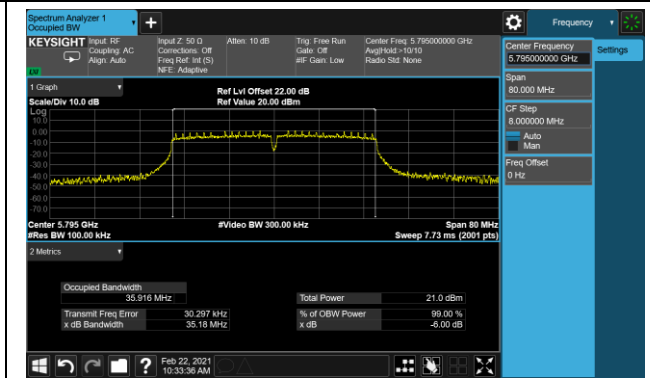 Spectrum Analyzer 1
Occupied BW
Frequency
KEYSIGHT
Input: RF
Coupling: AC
Align: Auto
Input Z: 50 Ω
Corrections: Off
Freq Ref: Int (S)
NFE: Adaptive
Atten: 10 dB
Trig: Free Run
Gate: Off
#IF Gain: Low
Center Freq: 5.795000000 GHz
Avg|Hold:>10/10
Radio Std: None
Center Frequency
5.795000000 GHz
Settings
Span
80.000 MHz
CF Step
8.000000 MHz
Auto
Man
Freq Offset
0 Hz
1 Graph
Scale/Div 10.0 dB
Ref Lvl Offset 22.00 dB
Ref Value 20.00 dBm
Log
10.0
0.00
-10.0
-20.0
-30.0
-40.0
-50.0
-60.0
-70.0
Center 5.795 GHz
#Res BW 100.00 kHz
#Video BW 300.00 kHz
Span 80 MHz
Sweep 7.73 ms (2001 pts)
2 Metrics
Occupied Bandwidth
35.916 MHz
Total Power 21.0 dBm
Transmit Freq Error 30.297 kHz
% of OBW Power 99.00 %
x dB Bandwidth 35.18 MHz
x dB -6.00 dB
?
Feb 22, 2021
10:33:36 AM